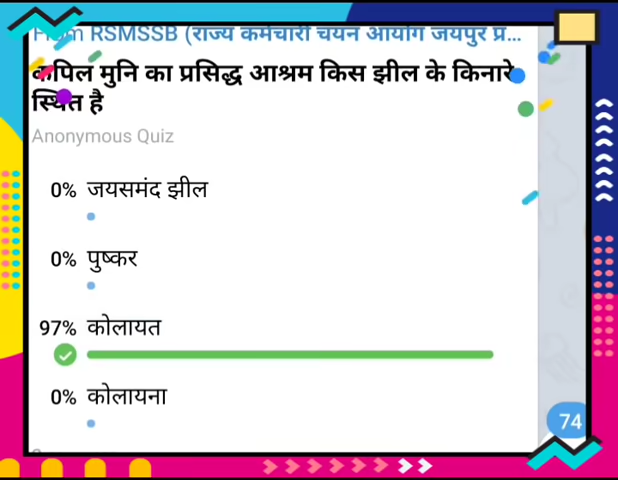 From RSMSSB (राज्य कर्मचारी चयन आयोग जयपुर प्र...
कपिल मुनि का प्रसिद्ध आश्रम किस झील के किनारे
स्थित है
Anonymous Quiz
0% जयसमंद झील
0% पुष्कर
97% कोलायत
0% कोलायना
74